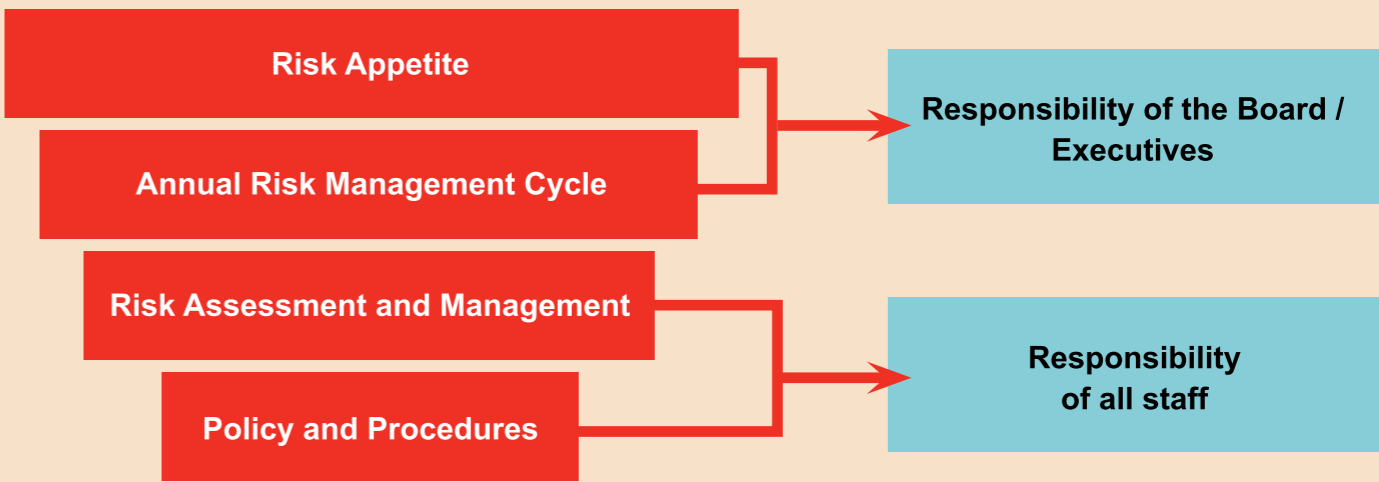 Risk Appetite
Annual Risk Management Cycle
Risk Assessment and Management
Policy and Procedures
Responsibility of the Board /
Executives
Responsibility
of all staff